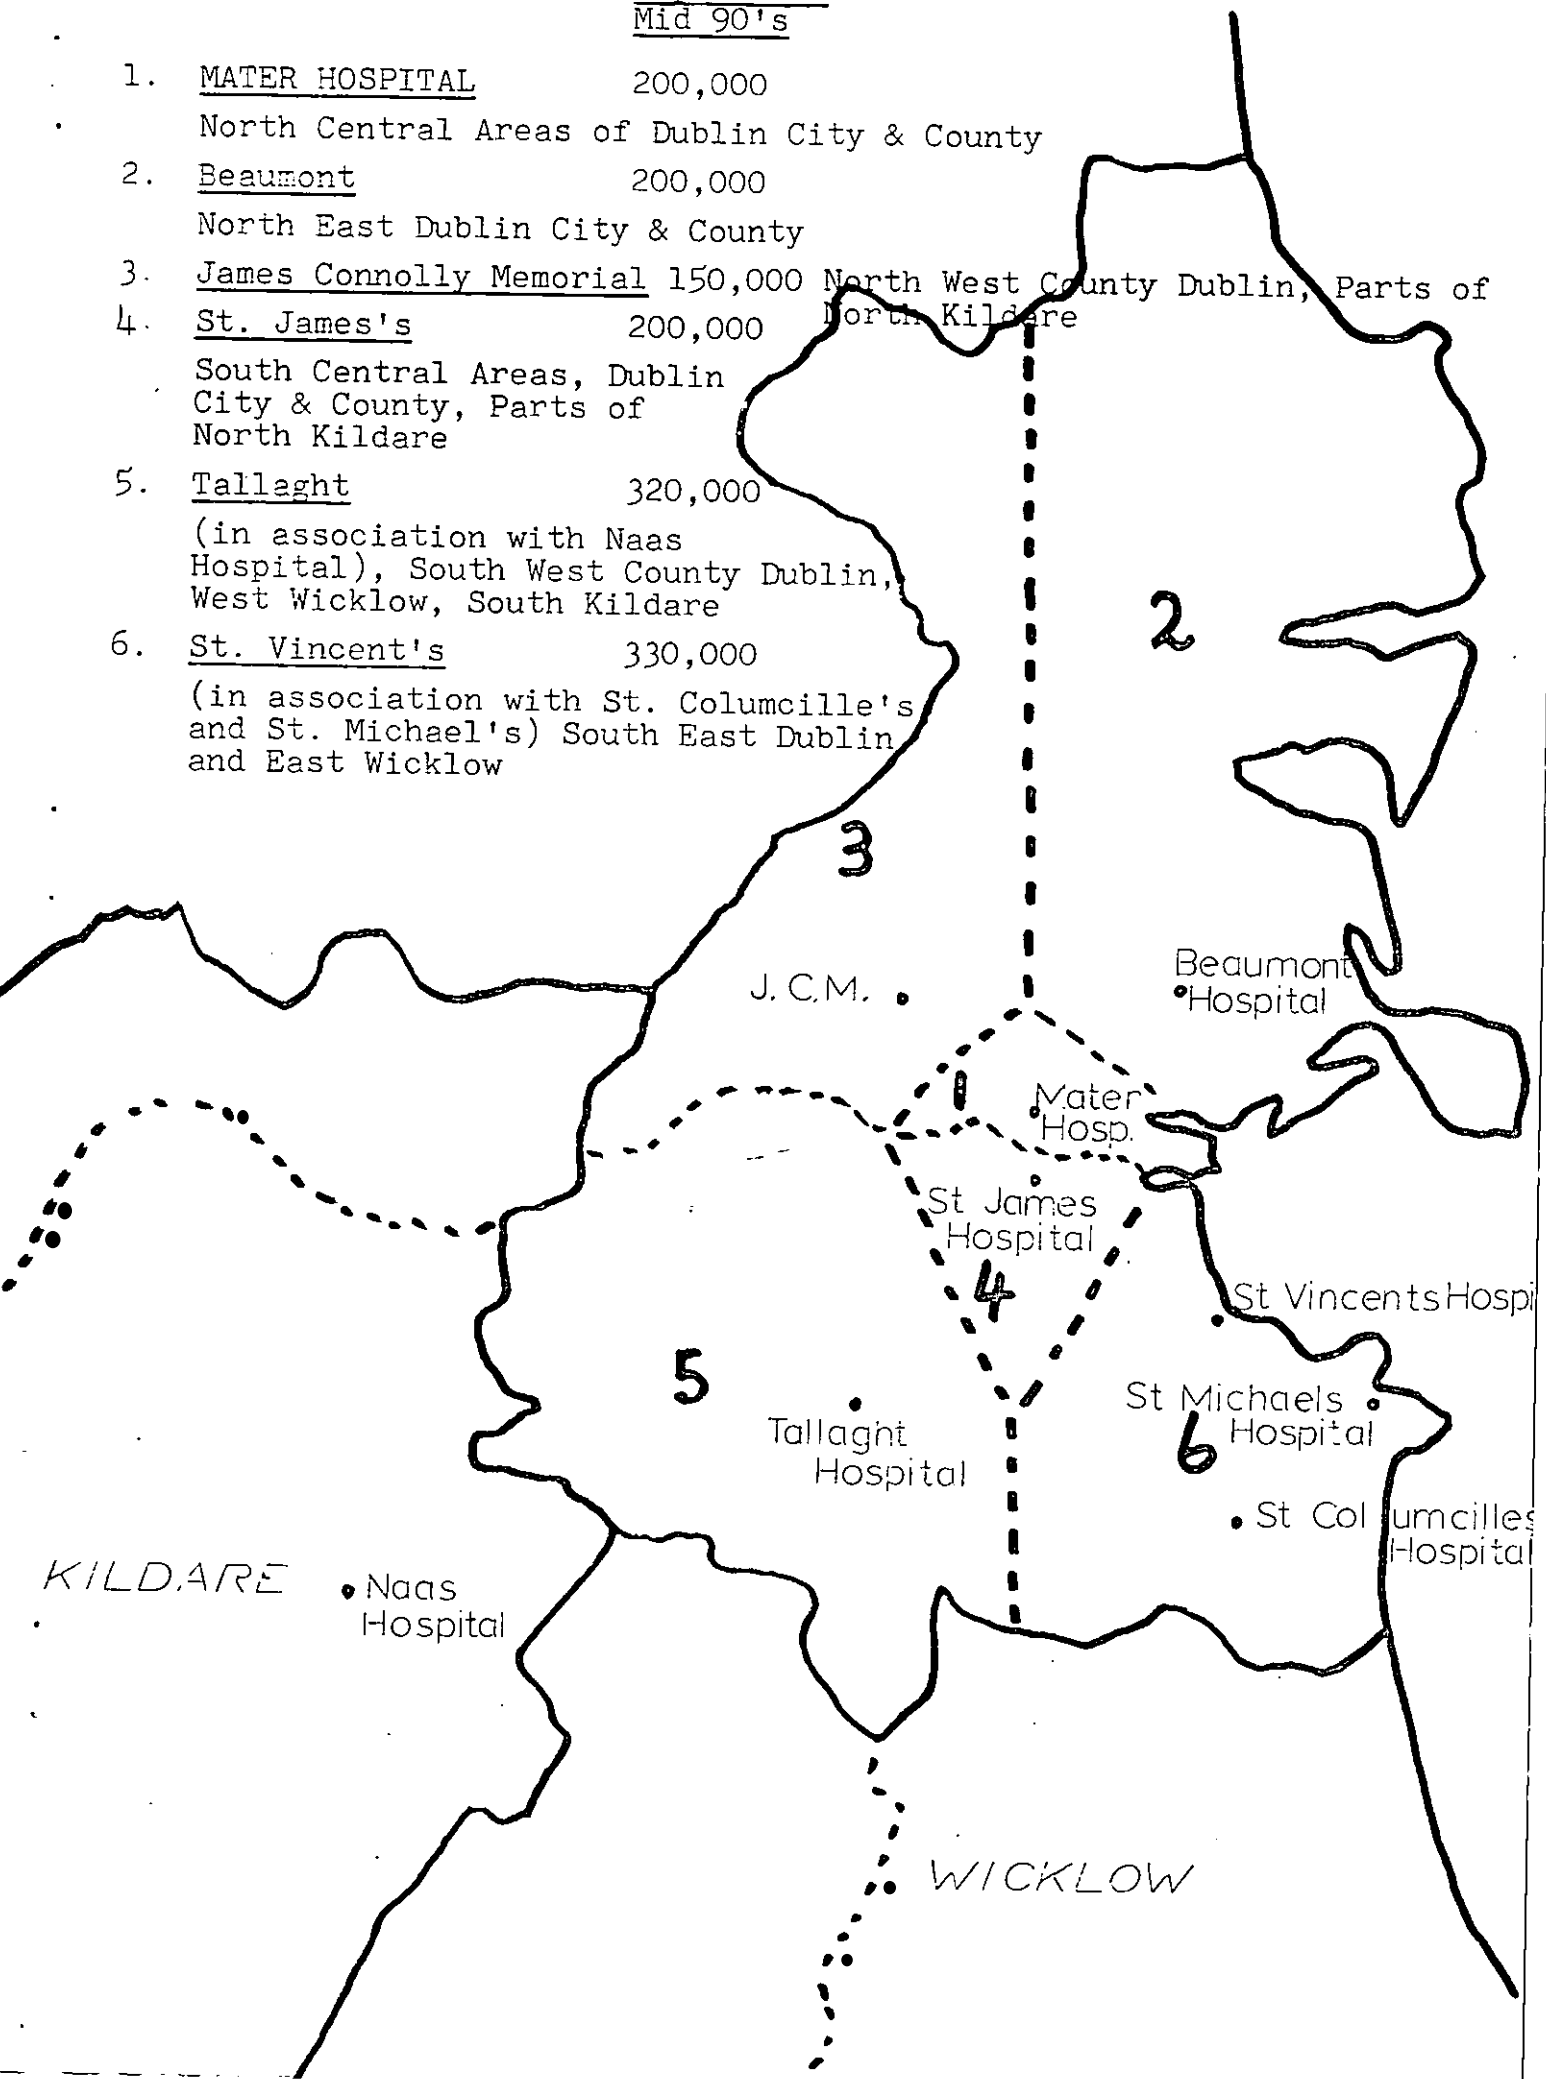 Mid 90's
1. MATER HOSPITAL 200,000
North Central Areas of Dublin City & County
2. Beaumont 200,000
North East Dublin City & County
3. James Connolly Memorial 150,000 North West County Dublin, Parts of
North Kildare
4. St. James's 200,000
South Central Areas, Dublin
City & County, Parts of
North Kildare
5. Tallaght 320,000
(in association with Naas
Hospital), South West County Dublin,
West Wicklow, South Kildare
6. St. Vincent's 330,000
(in association with St. Columcille's
and St. Michael's) South East Dublin
and East Wicklow
2
3
J.C.M.
Beaumont
Hospital
1
Mater
Hosp.
St James
Hospital
4
St Vincents Hospi
5
Tallaght
Hospital
St Michaels
Hospital
6
St Columcilles
Hospital
KILDARE
Naas
Hospital
WICKLOW